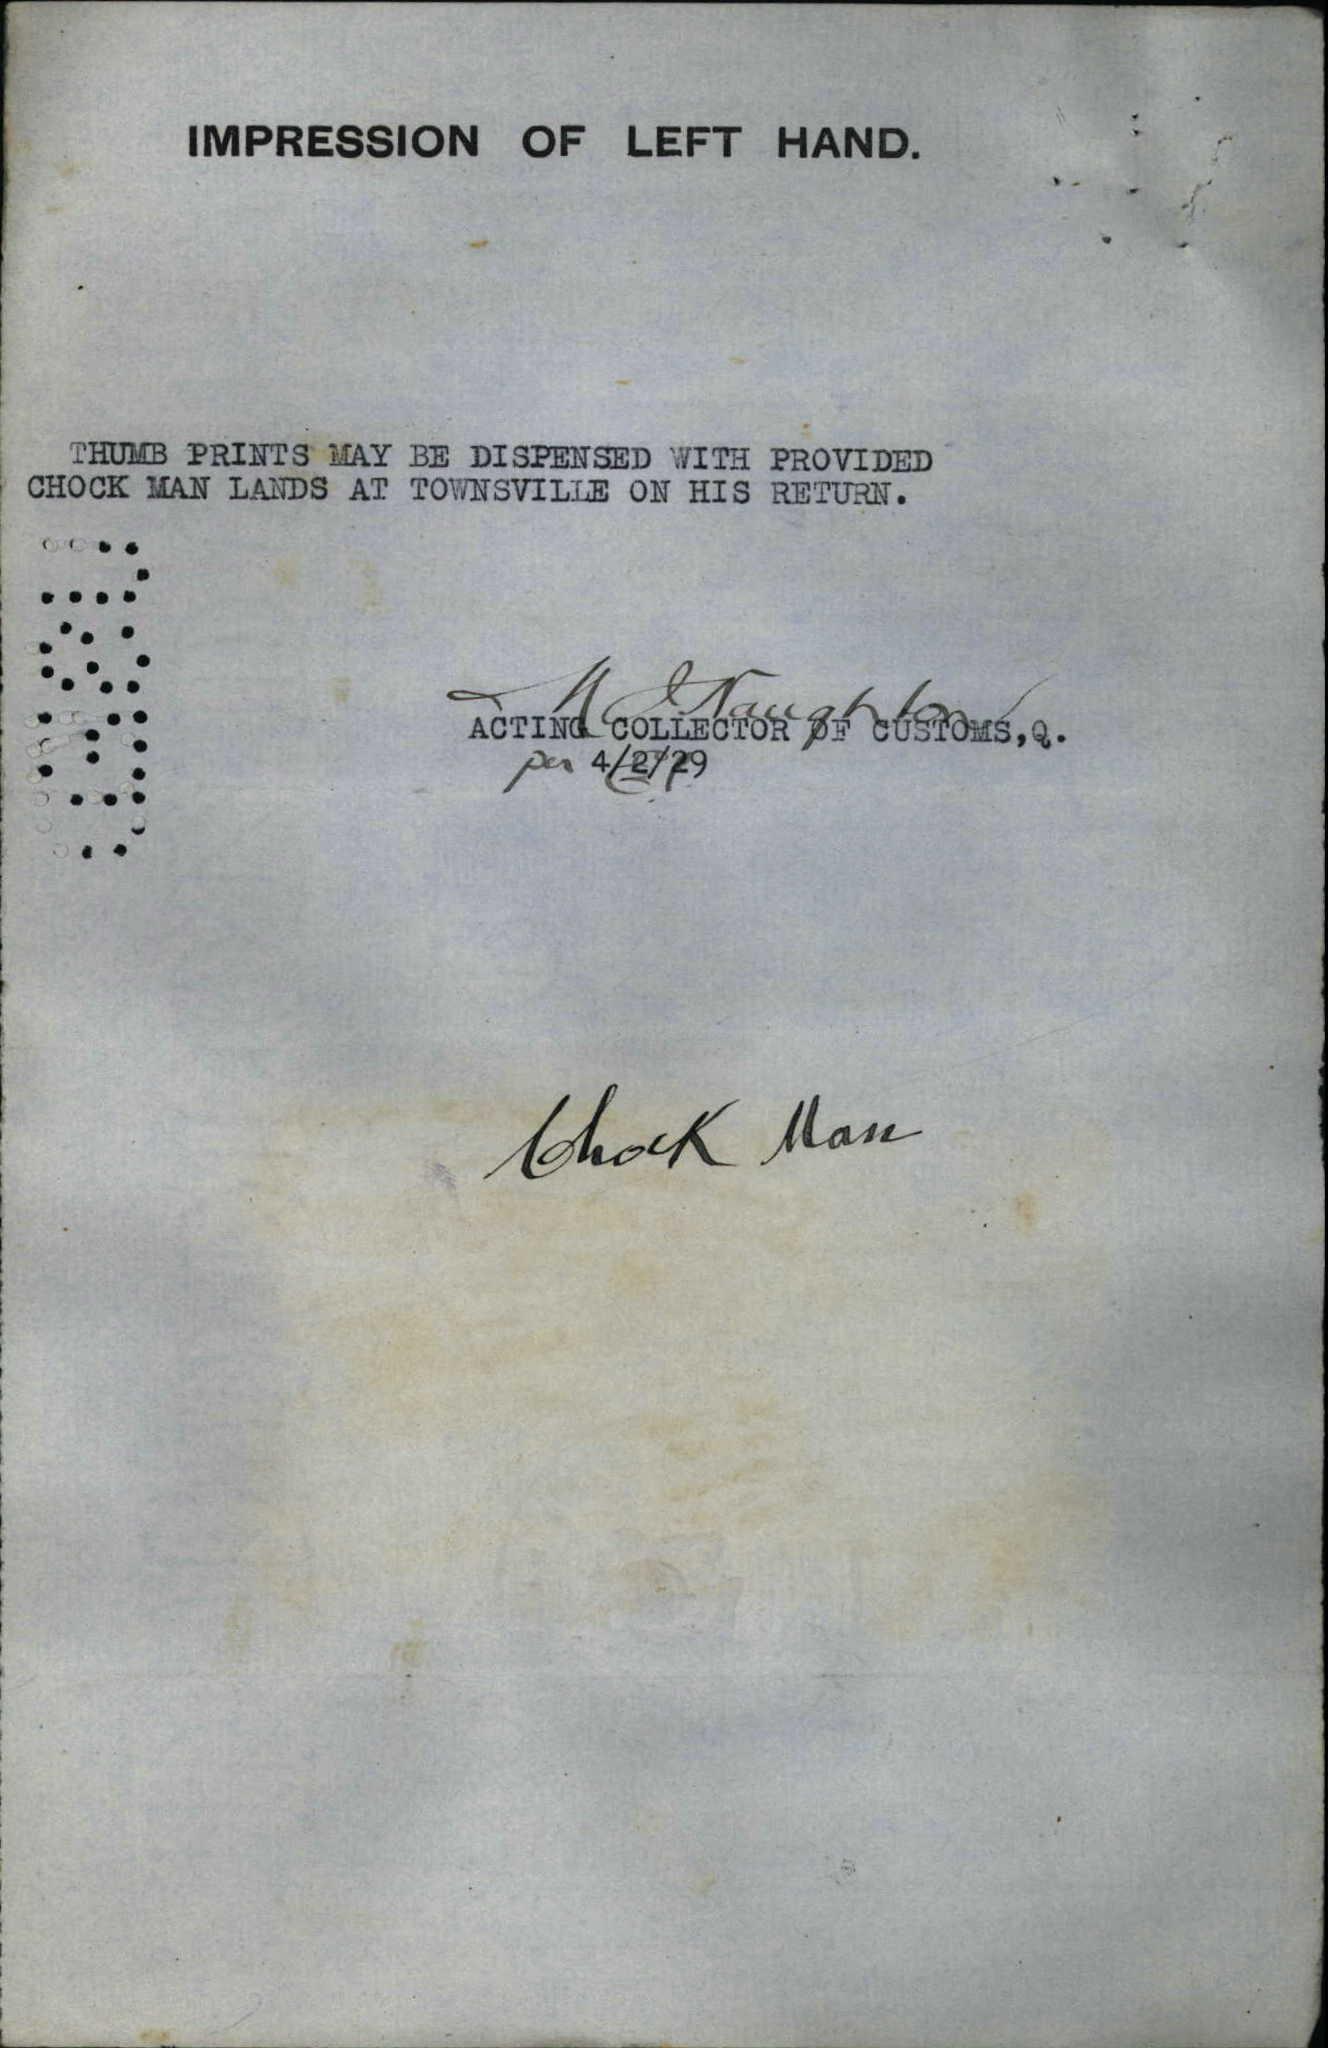 IMPRESSION OF LEFT HAND.
THUMB PRINTS MAY BE DISPENSED WITH PROVIDED
CHOCK MAN LANDS AT TOWNSVILLE ON HIS RETURN.
Naughton
ACTING COLLECTOR OF CUSTOMS,Q.
per 4/2/29
Chock Man